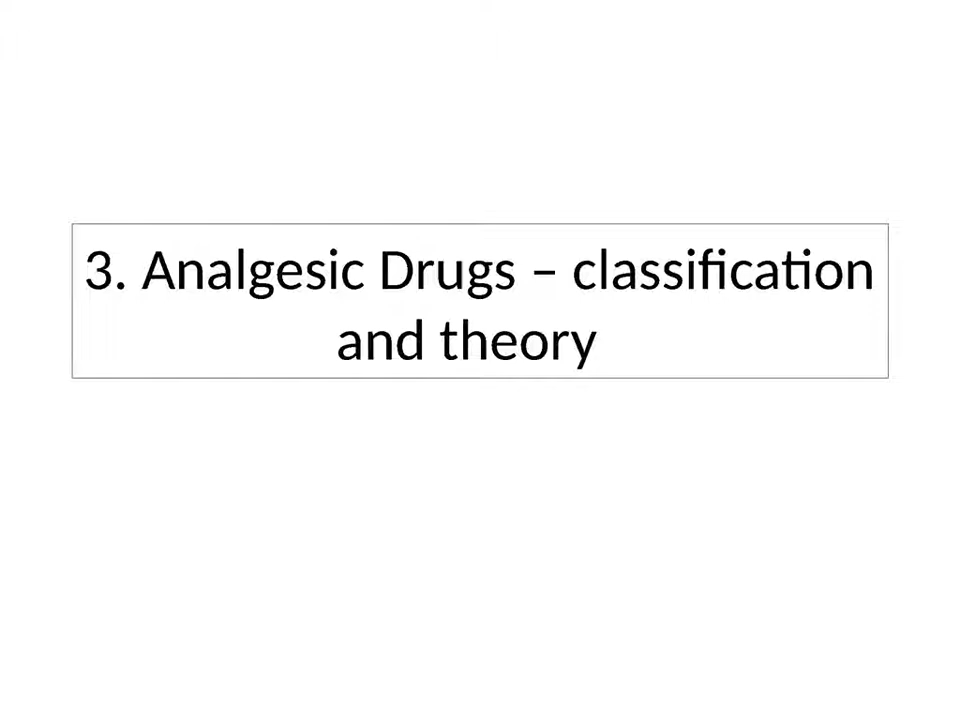 3. Analgesic Drugs – classification
and theory